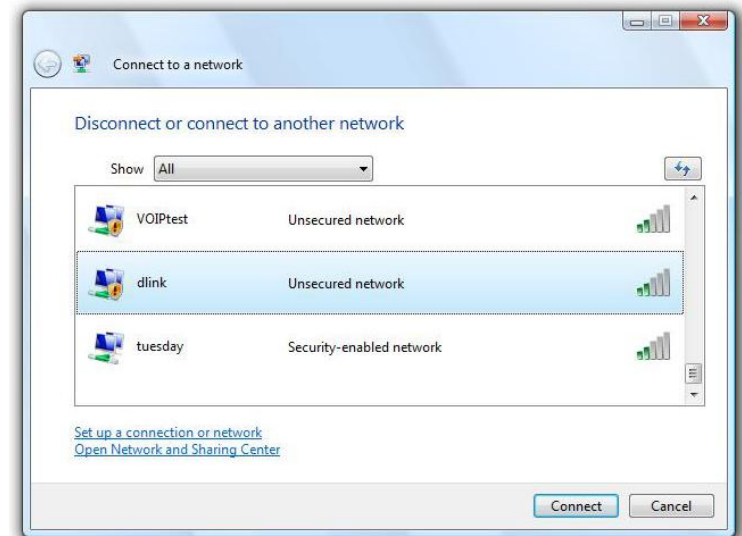 Connect to a network
Disconnect or connect to another network
Show All
VOIPtest Unsecured network
dlink Unsecured network
tuesday Security-enabled network
Set up a connection or network
Open Network and Sharing Center
Connect Cancel